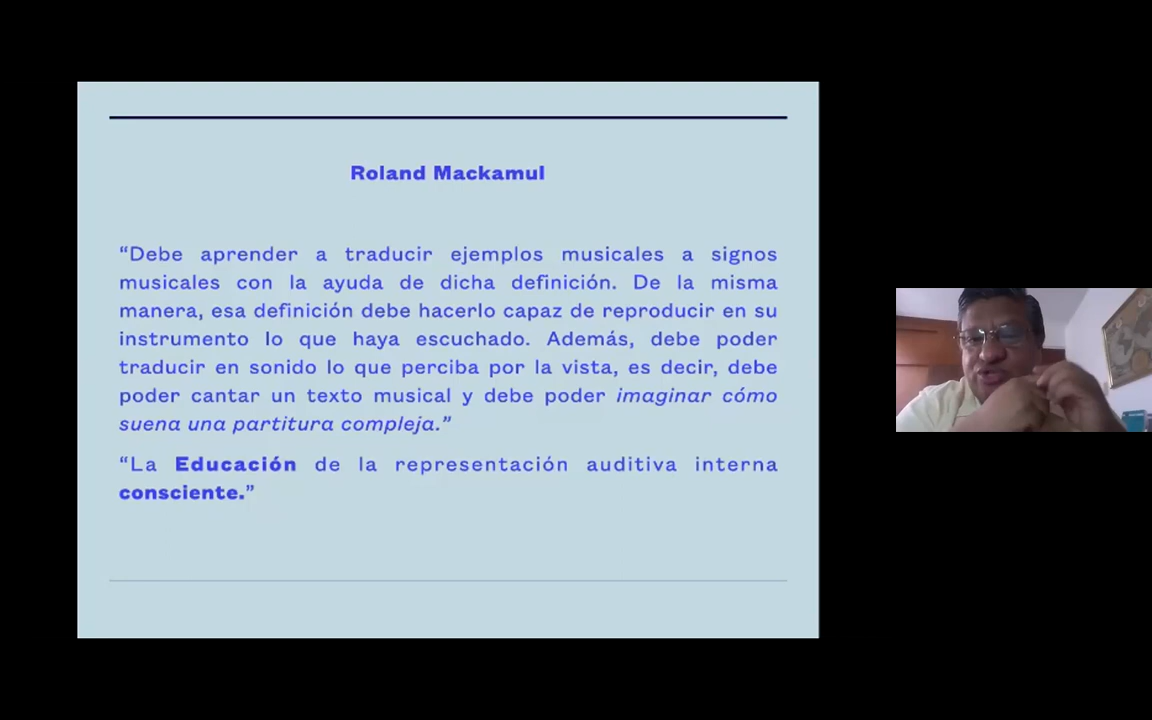 Roland Mackamul
“Debe aprender a traducir ejemplos musicales a signos
musicales con la ayuda de dicha definición. De la misma
manera, esa definición debe hacerlo capaz de reproducir en su
instrumento lo que haya escuchado. Además, debe poder
traducir en sonido lo que perciba por la vista, es decir, debe
poder cantar un texto musical y debe poder imaginar cómo
suena una partitura compleja.”
“La Educación de la representación auditiva interna
consciente.”